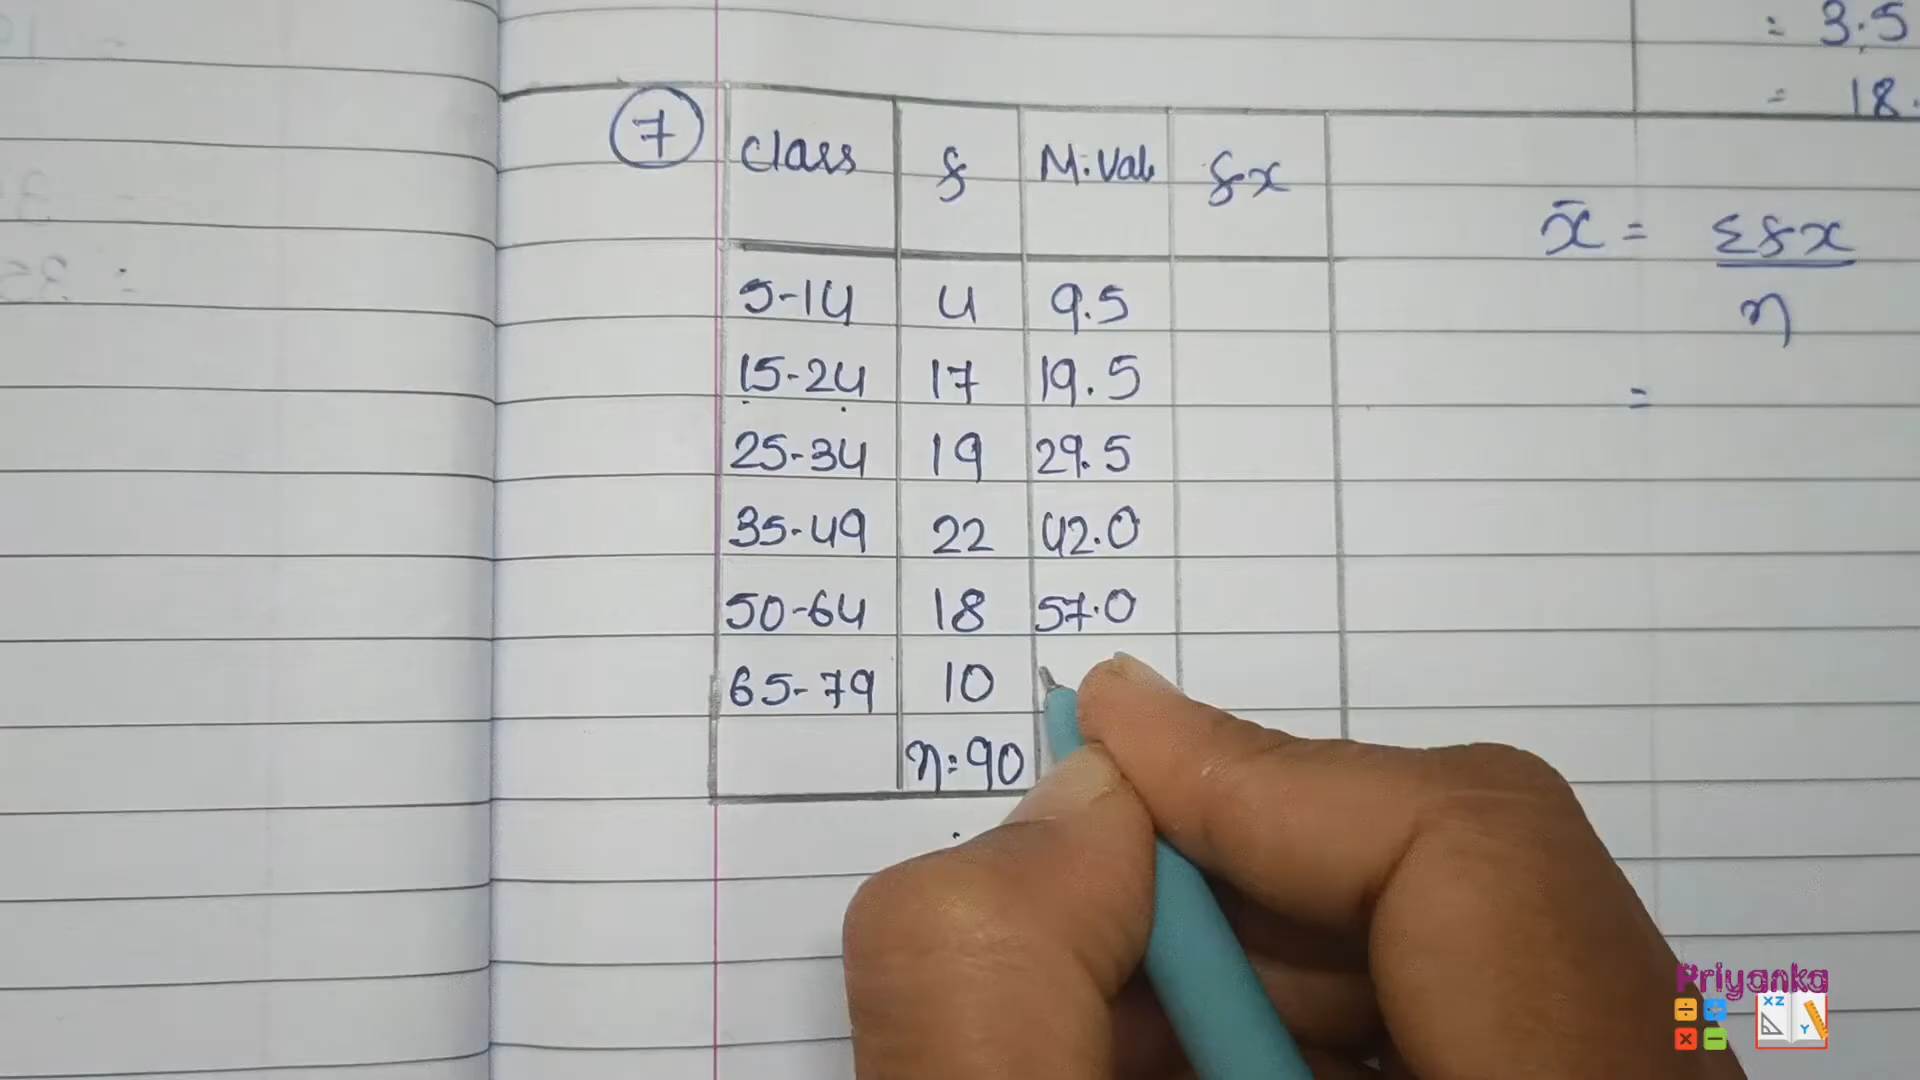 = 3.5
= 18.
7 Class f M.Val fx
5-14 4 9.5
15-24 17 19.5
25-34 19 29.5
35-49 22 42.0
50-64 18 57.0
65-79 10
n=90
x̄ = Σfx
n
=
Priyanka
XZ
Y